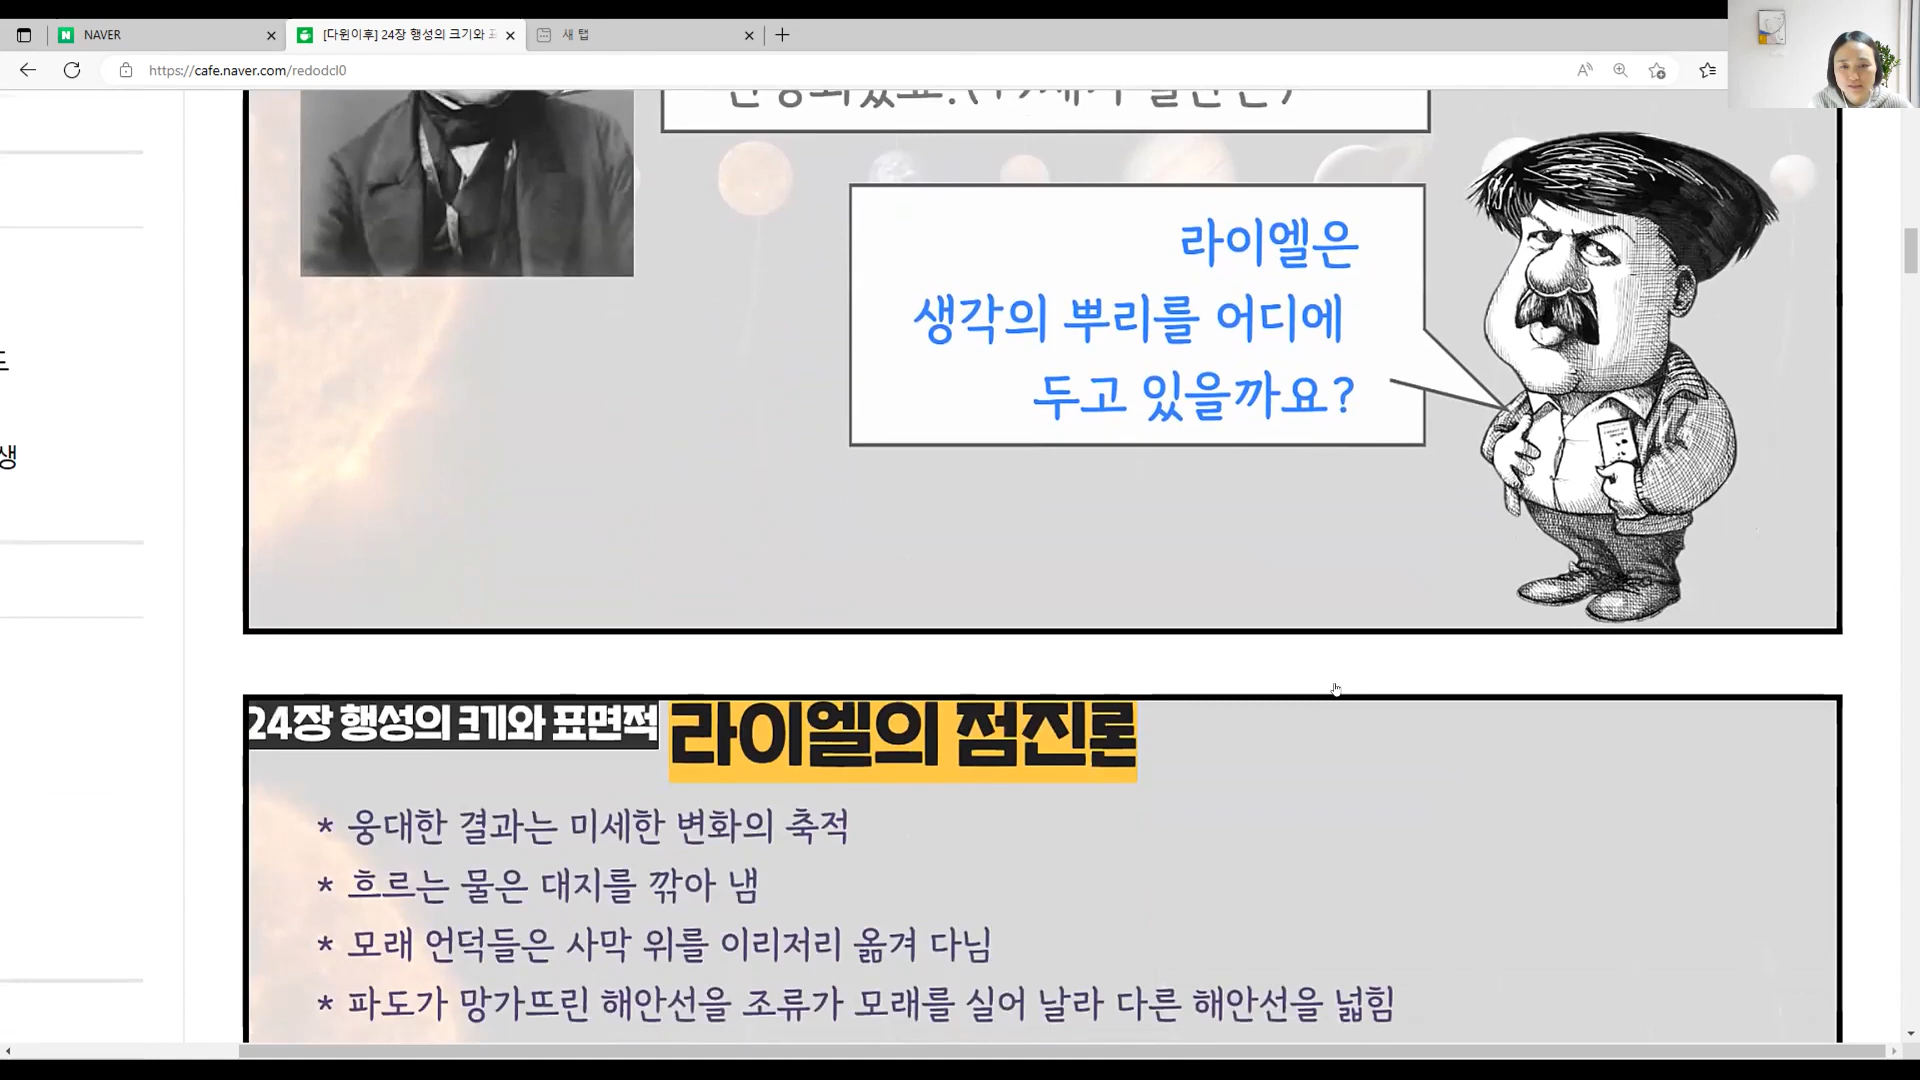 NAVER
[다윈이후] 24장 행성의 크기와
새 탭
https://cafe.naver.com/redodcl0
라이엘은
생각의 뿌리를 어디에
두고 있을까요?
생
24장 행성의 크기와 표면적
라이엘의 점진론
* 웅대한 결과는 미세한 변화의 축적
* 흐르는 물은 대지를 깎아 냄
* 모래 언덕들은 사막 위를 이리저리 옮겨 다님
* 파도가 망가뜨린 해안선을 조류가 모래를 실어 날라 다른 해안선을 넓힘